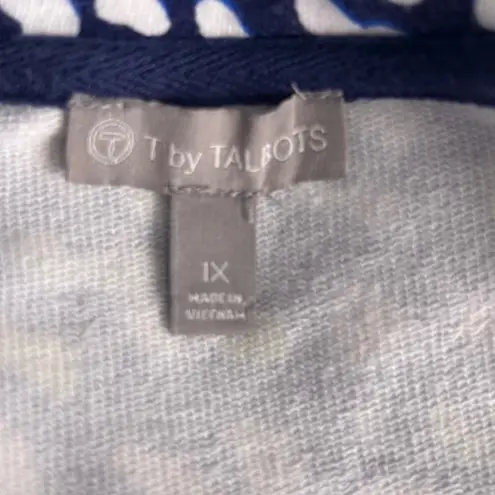 T by TALBOTS
1X
MADE IN
VIETNAM